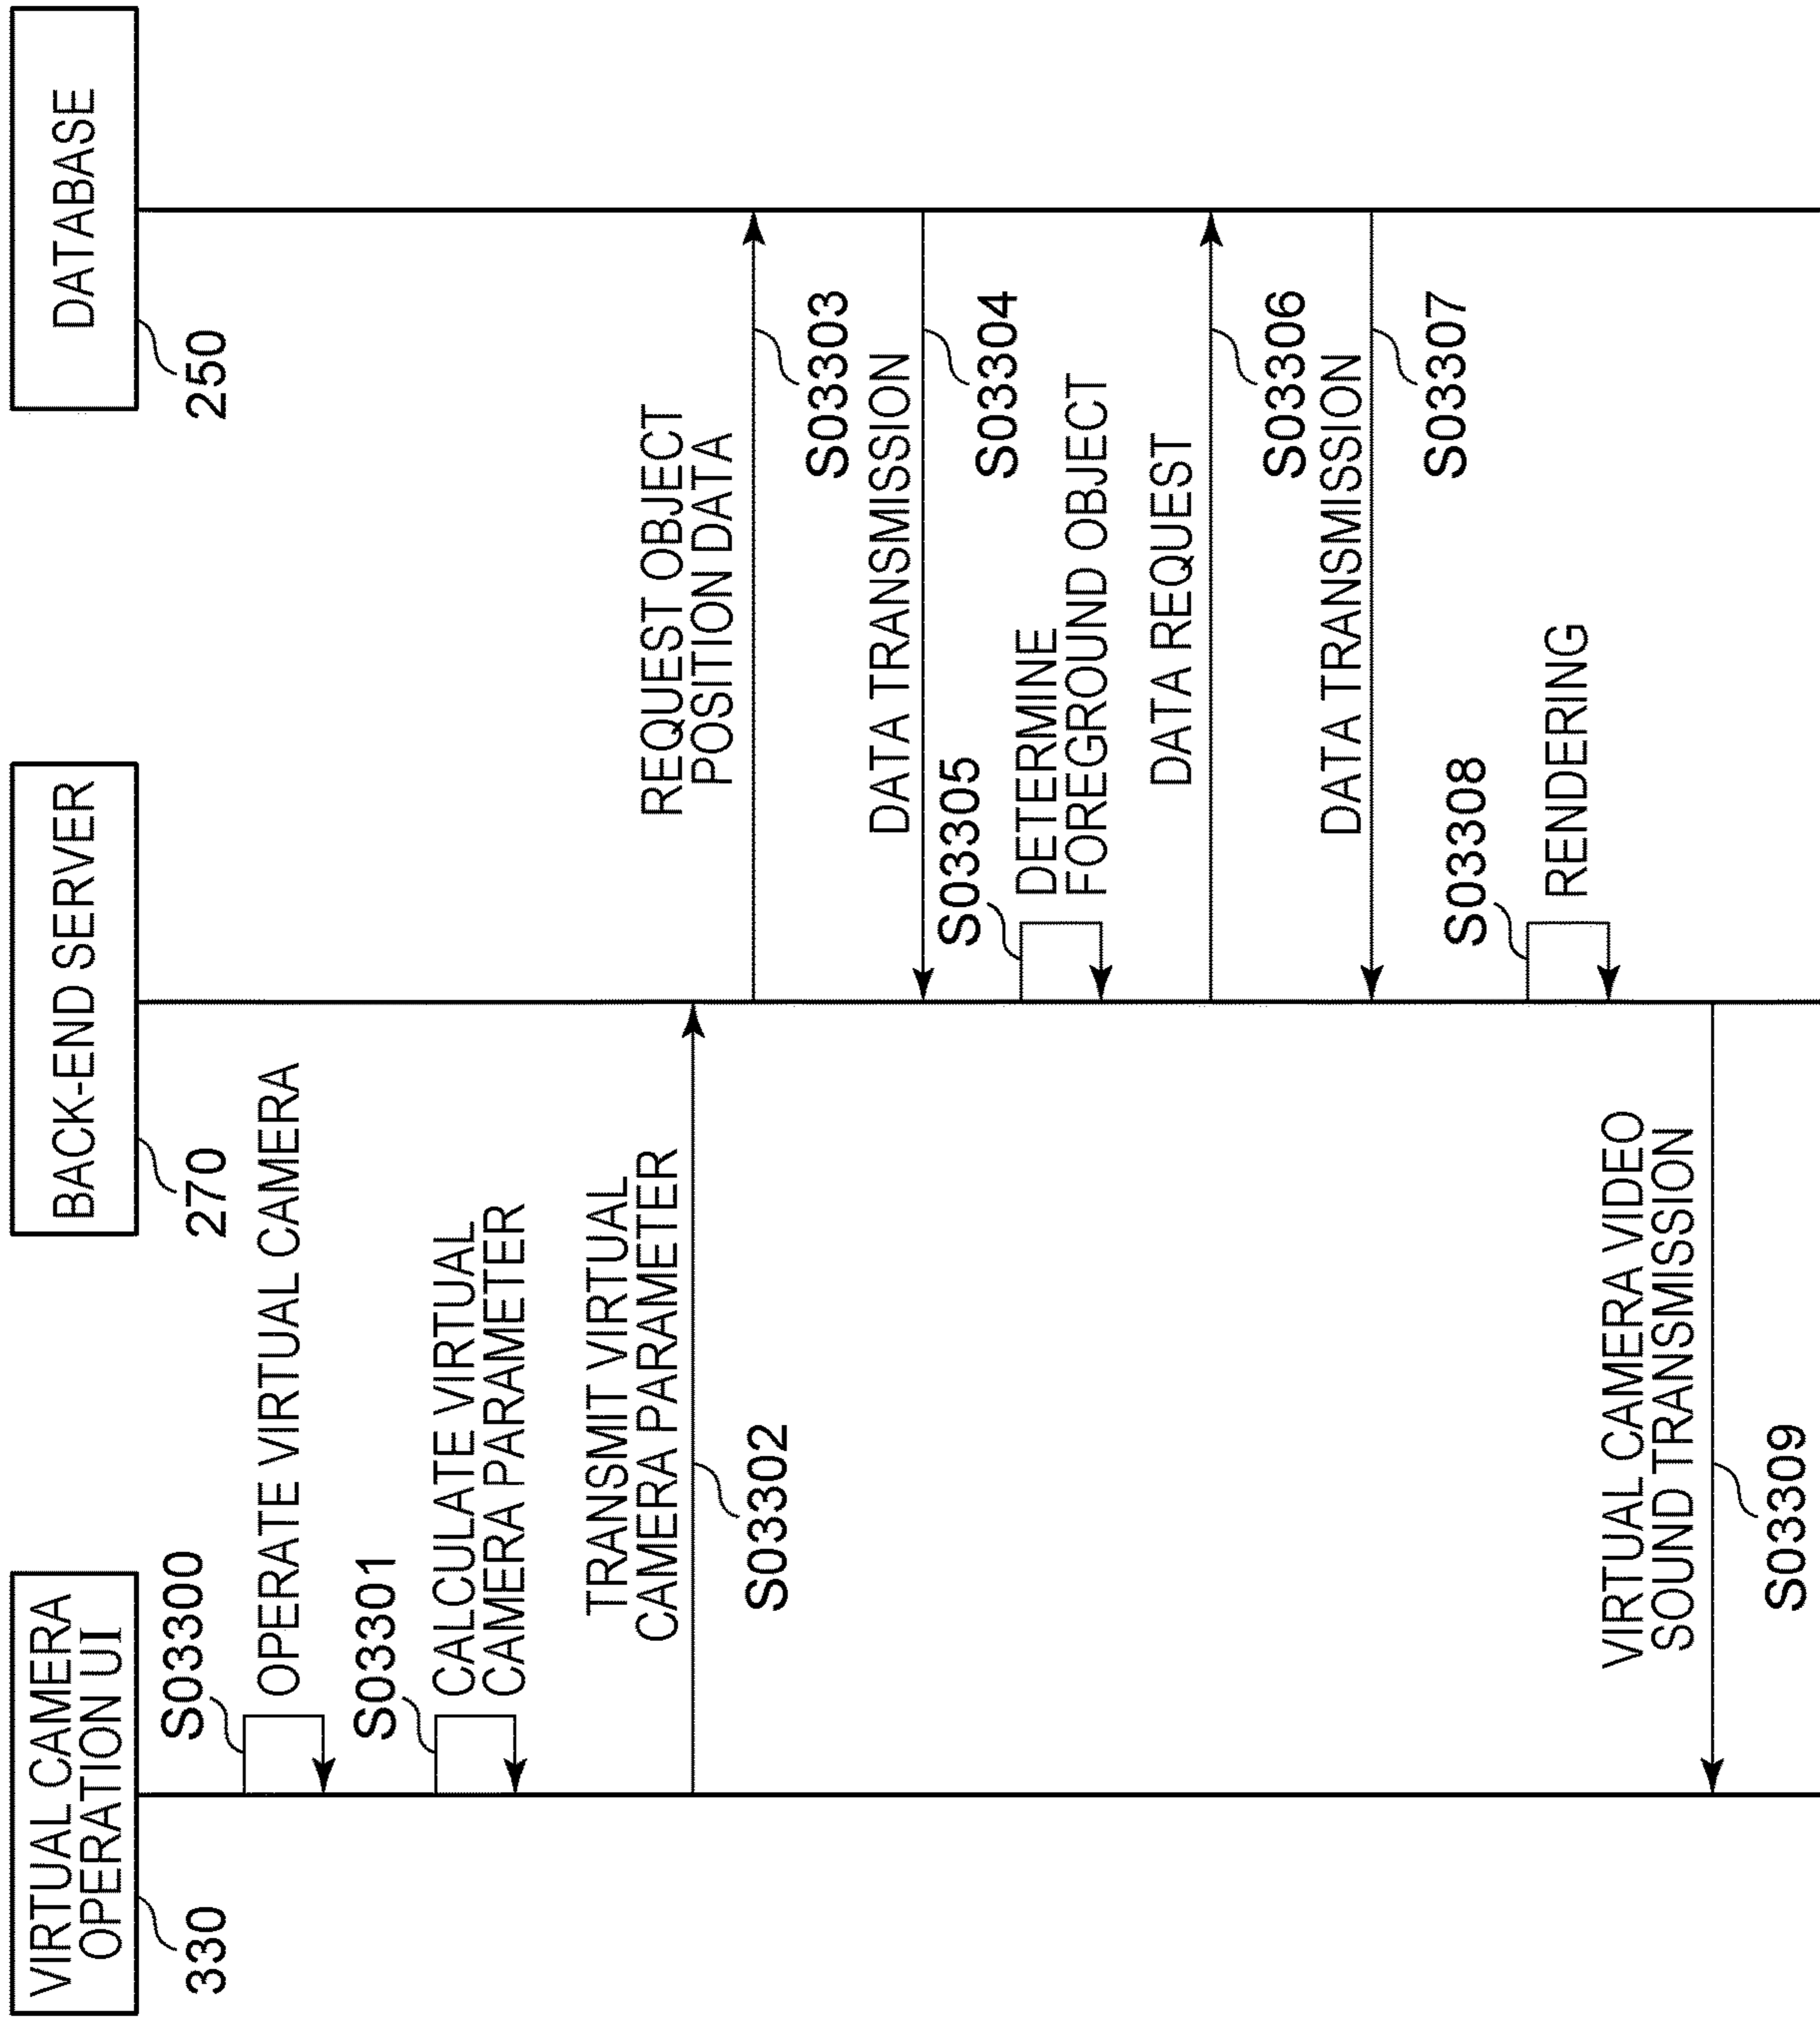 VIRTUAL CAMERA
OPERATION UI
330
BACK-END SERVER
270
DATABASE
250
S03300
OPERATE VIRTUAL CAMERA
S03301
CALCULATE VIRTUAL
CAMERA PARAMETER
TRANSMIT VIRTUAL
CAMERA PARAMETER
S03302
REQUEST OBJECT
POSITION DATA
S03303
DATA TRANSMISSION
S03304
S03305
DETERMINE
FOREGROUND OBJECT
DATA REQUEST
S03306
DATA TRANSMISSION
S03307
S03308
RENDERING
VIRTUAL CAMERA VIDEO
SOUND TRANSMISSION
S03309